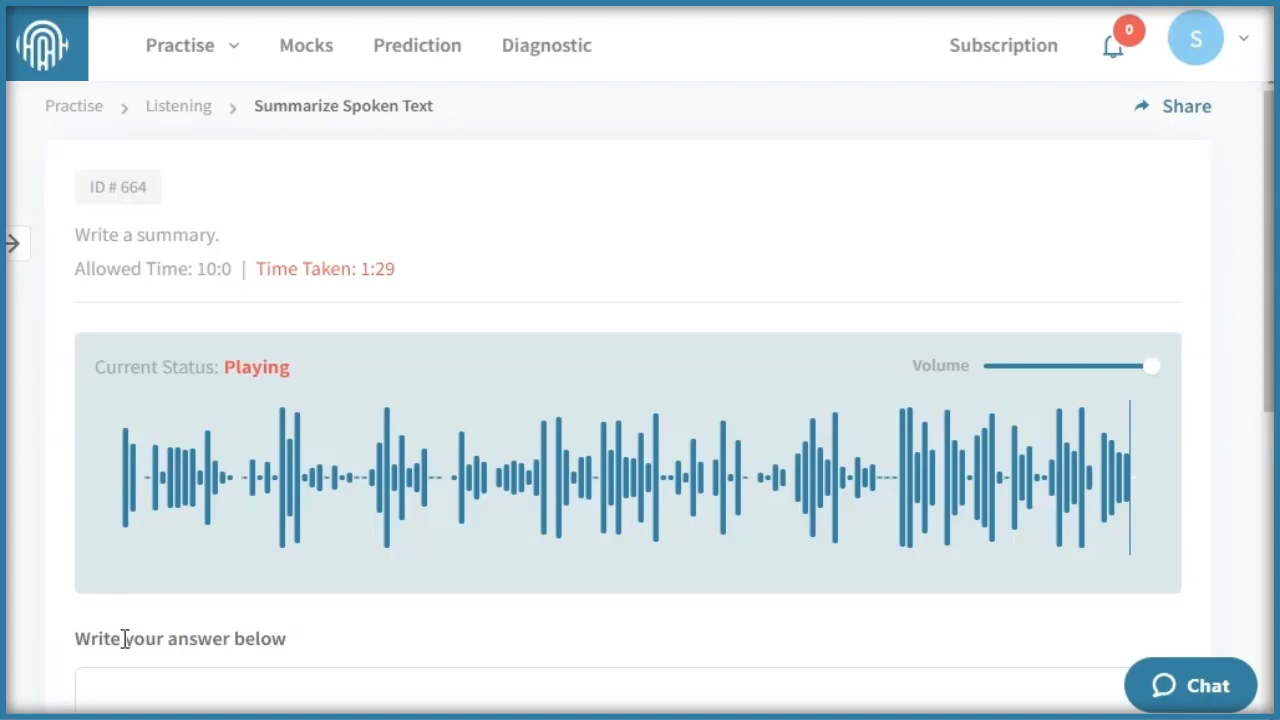 Practise Mocks Prediction Diagnostic Subscription 0 S
Practise Listening Summarize Spoken Text Share
ID # 664
Write a summary.
Allowed Time: 10:0 | Time Taken: 1:29
Current Status: Playing Volume
Write your answer below
Chat